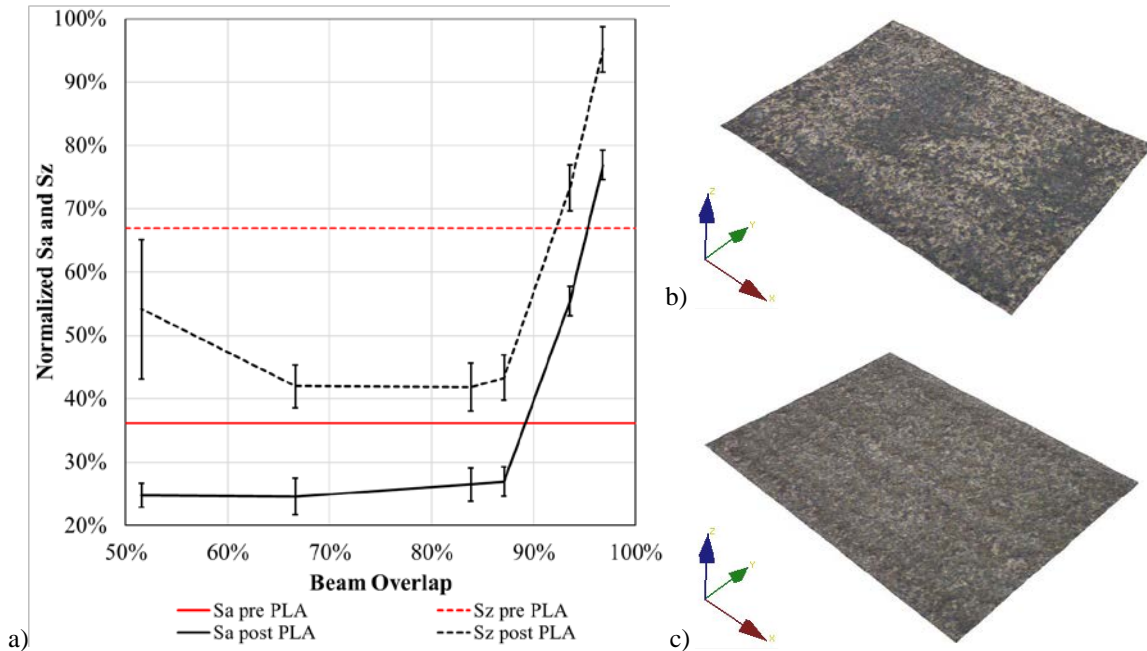 100%
90%
80%
70%
60%
50%
40%
30%
20%
Normalized Sa and Sz
50% 60% 70% 80% 90% 100%
Beam Overlap
Sa pre PLA Sz pre PLA
Sa post PLA Sz post PLA
a)
Z
Y
X
b)
Z
Y
X
c)